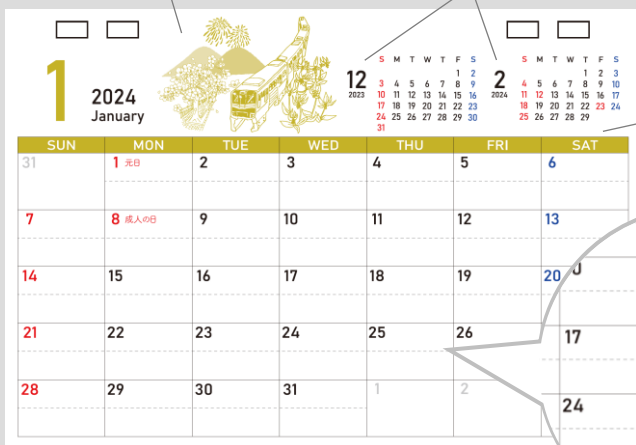 1
2024
January
12
2023
S M T W T F S
1 2
3 4 5 6 7 8 9
10 11 12 13 14 15 16
17 18 19 20 21 22 23
24 25 26 27 28 29 30
31
2
2024
S M T W T F S
1 2 3
4 5 6 7 8 9 10
11 12 13 14 15 16 17
18 19 20 21 22 23 24
25 26 27 28 29
SUN MON TUE WED THU FRI SAT
31 1 元日 2 3 4 5 6
7 8 成人の日 9 10 11 12 13
14 15 16 17 18 19 20
21 22 23 24 25 26
28 29 30 31 1 2
17
24